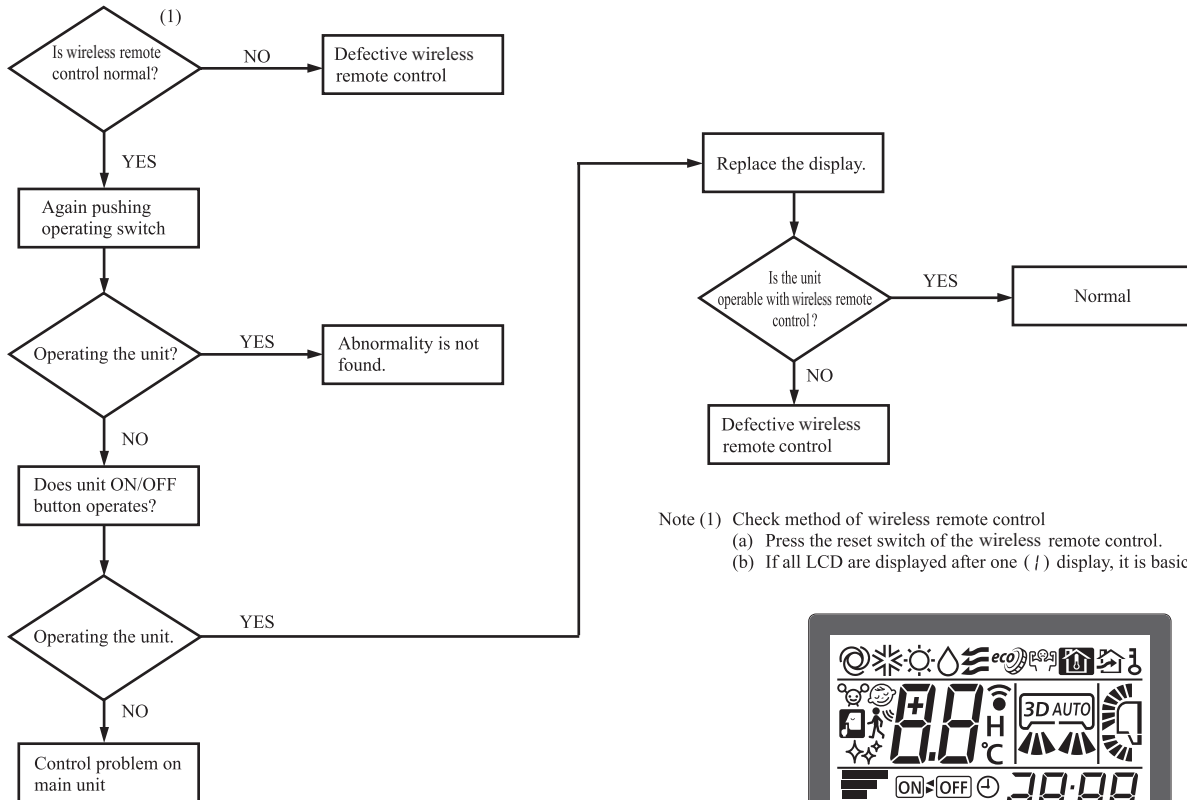 (1)
Is wireless remote
control normal?
NO
Defective wireless
remote control
YES
Again pushing
operating switch
Operating the unit?
YES
Abnormality is not
found.
NO
Does unit ON/OFF
button operates?
Operating the unit.
YES
NO
Control problem on
main unit
Replace the display.
Is the unit
operable with wireless remote
control ?
YES
Normal
NO
Defective wireless
remote control
Note (1) Check method of wireless remote control
(a) Press the reset switch of the wireless remote control.
(b) If all LCD are displayed after one ( / ) display, it is basic
eco
+8.8
H
°C
3D AUTO
ON OFF